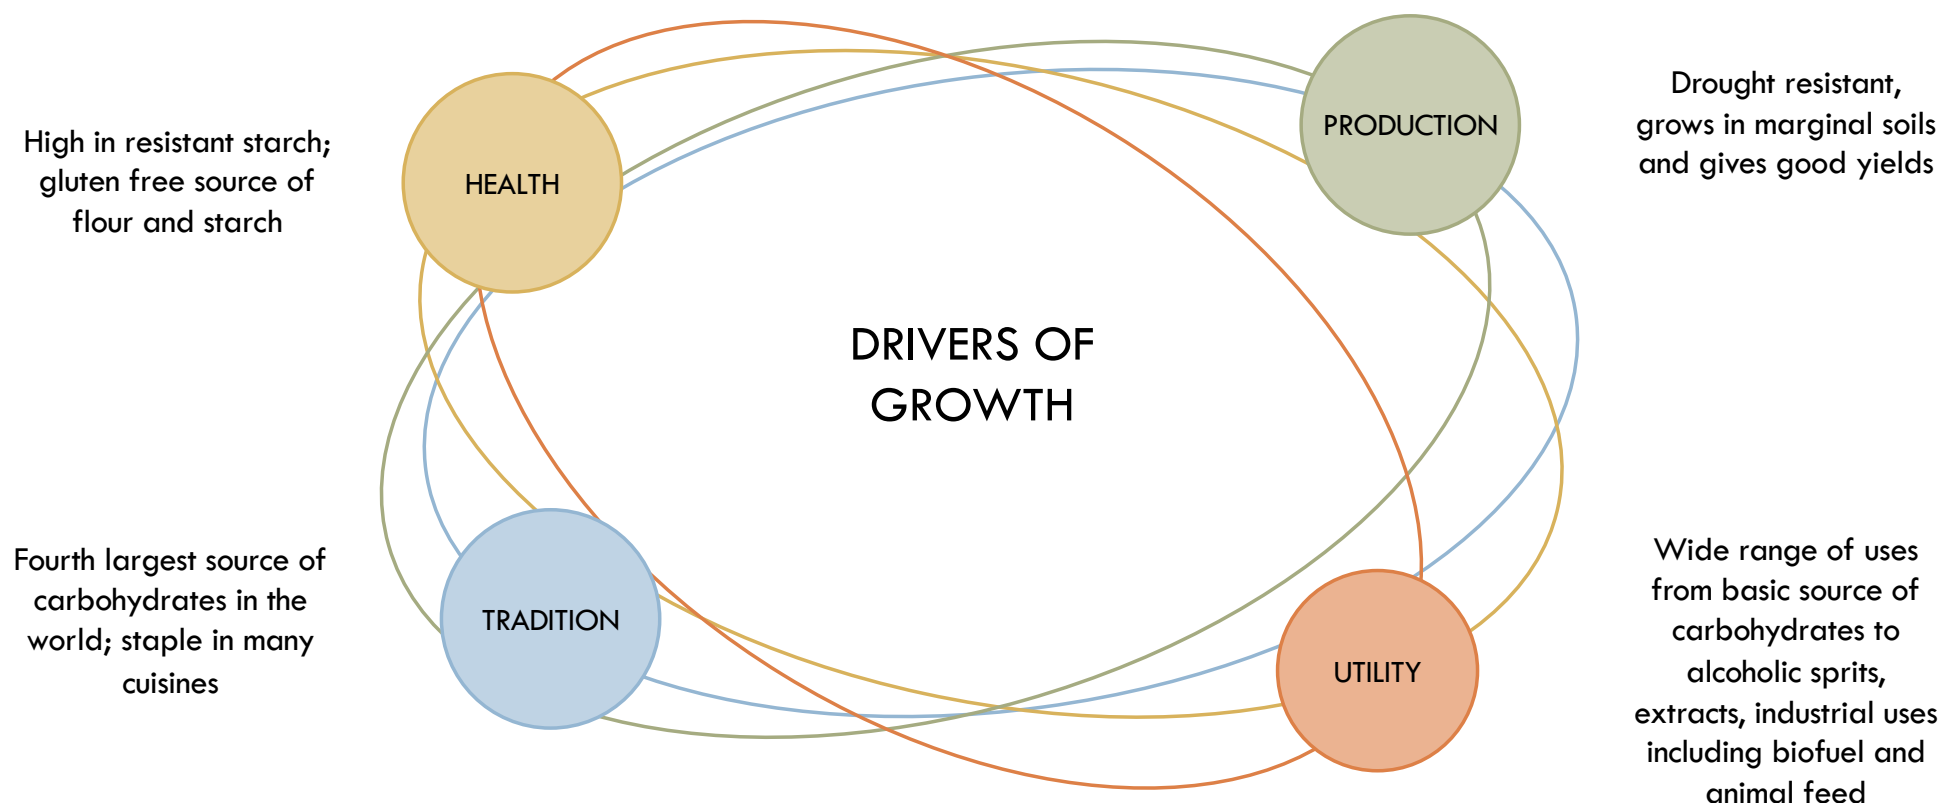 High in resistant starch;
gluten free source of
flour and starch
HEALTH
PRODUCTION
Drought resistant,
grows in marginal soils
and gives good yields
DRIVERS OF
GROWTH
Fourth largest source of
carbohydrates in the
world; staple in many
cuisines
TRADITION
UTILITY
Wide range of uses
from basic source of
carbohydrates to
alcoholic sprits,
extracts, industrial uses
including biofuel and
animal feed